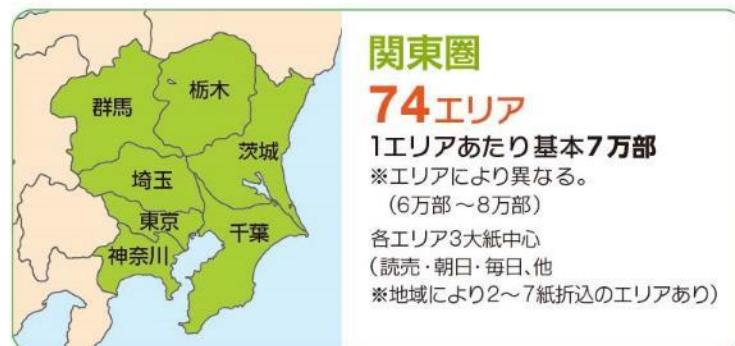 群馬
栃木
茨城
埼玉
東京
千葉
神奈川
関東圏
74エリア
1エリアあたり基本7万部
※エリアにより異なる。
(6万部～8万部)
各エリア3大紙中心
(読売・朝日・毎日、他
※地域により2～7紙折込のエリアあり)